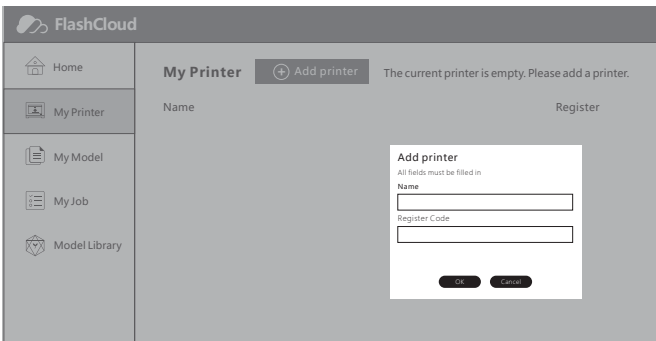 FlashCloud
Home
My Printer
My Model
My Job
Model Library
My Printer
Add printer
The current printer is empty. Please add a printer.
Name
Register
Add printer
All fields must be filled in
Name
Register Code
OK
Cancel